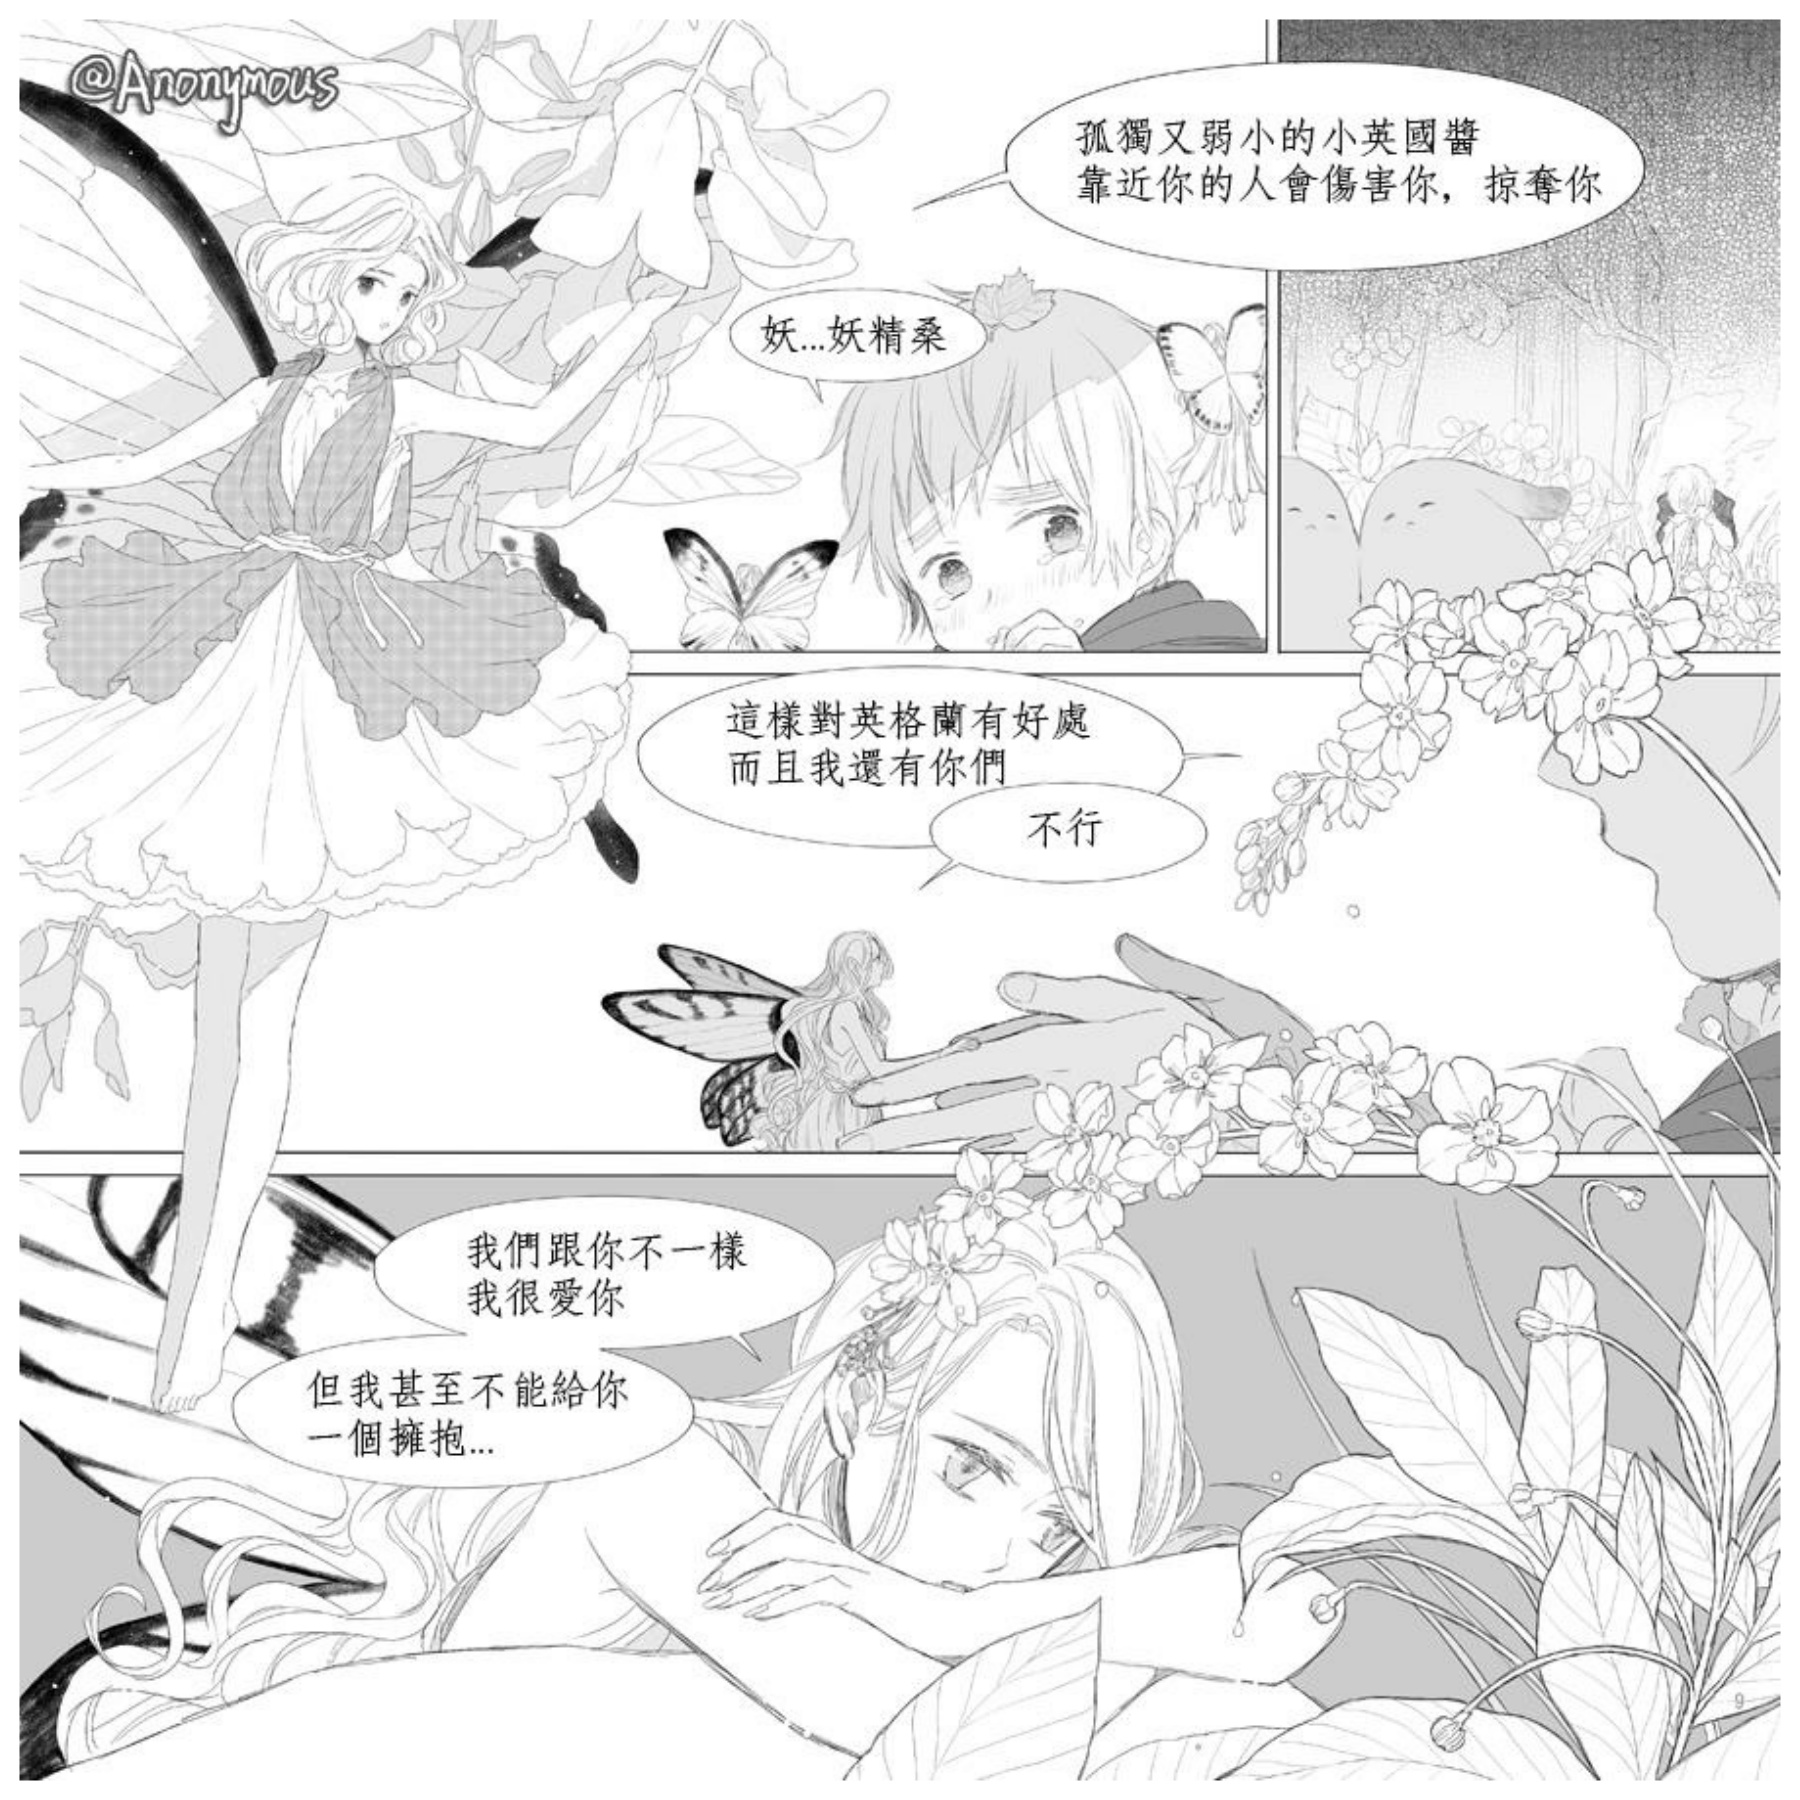 @Anonymous
孤獨又弱小的小英國醬
靠近你的人會傷害你，掠奪你
妖...妖精桑
這樣對英格蘭有好處
而且我還有你們
不行
我們跟你不一樣
我很愛你
但我甚至不能給你
一個擁抱...
9